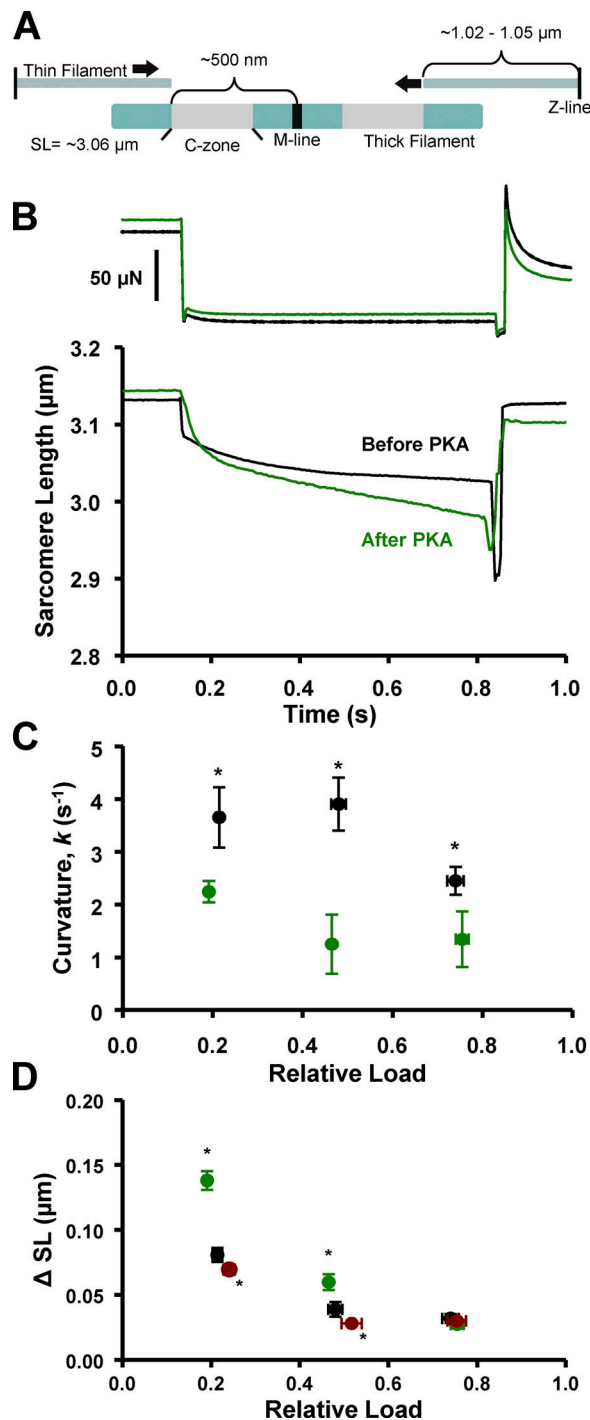 A
~1.02 - 1.05 µm
Thin Filament
~500 nm
Z-line
SL= ~3.06 µm
C-zone
M-line
Thick Filament
B
50 µN
3.2
3.1
3.0
2.9
2.8
Sarcomere Length (µm)
Before PKA
After PKA
0.0 0.2 0.4 0.6 0.8 1.0
Time (s)
C
5
4
3
2
1
0
Curvature, k (s-1)
* * *
0.0 0.2 0.4 0.6 0.8 1.0
Relative Load
D
0.20
0.15
0.10
0.05
0.00
Δ SL (µm)
* *
* *
0.0 0.2 0.4 0.6 0.8 1.0
Relative Load